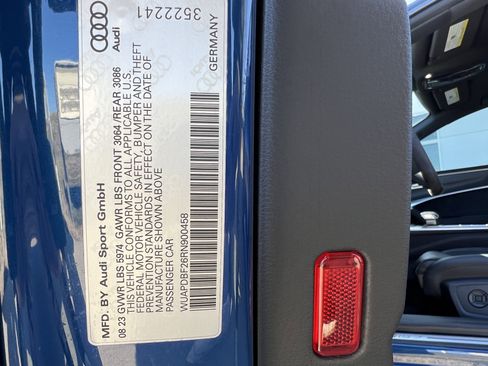 MFD. BY Audi Sport GmbH
08 23 GVWR LBS 5974 GAWR LBS FRONT 3064/REAR 3086
THIS VEHICLE CONFORMS TO ALL APPLICABLE U.S.
FEDERAL MOTOR VEHICLE SAFETY, BUMPER AND THEFT
PREVENTION STANDARDS IN EFFECT ON THE DATE OF
MANUFACTURE SHOWN ABOVE
PASSENGER CAR
WUAPDBF26RN900458
GERMANY
Audi
3522241